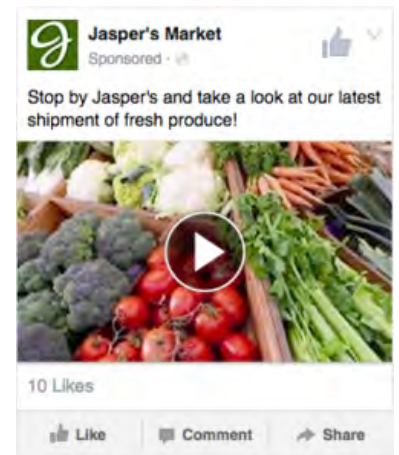 Jasper's Market
Sponsored ·
Stop by Jasper's and take a look at our latest
shipment of fresh produce!
10 Likes
Like Comment Share